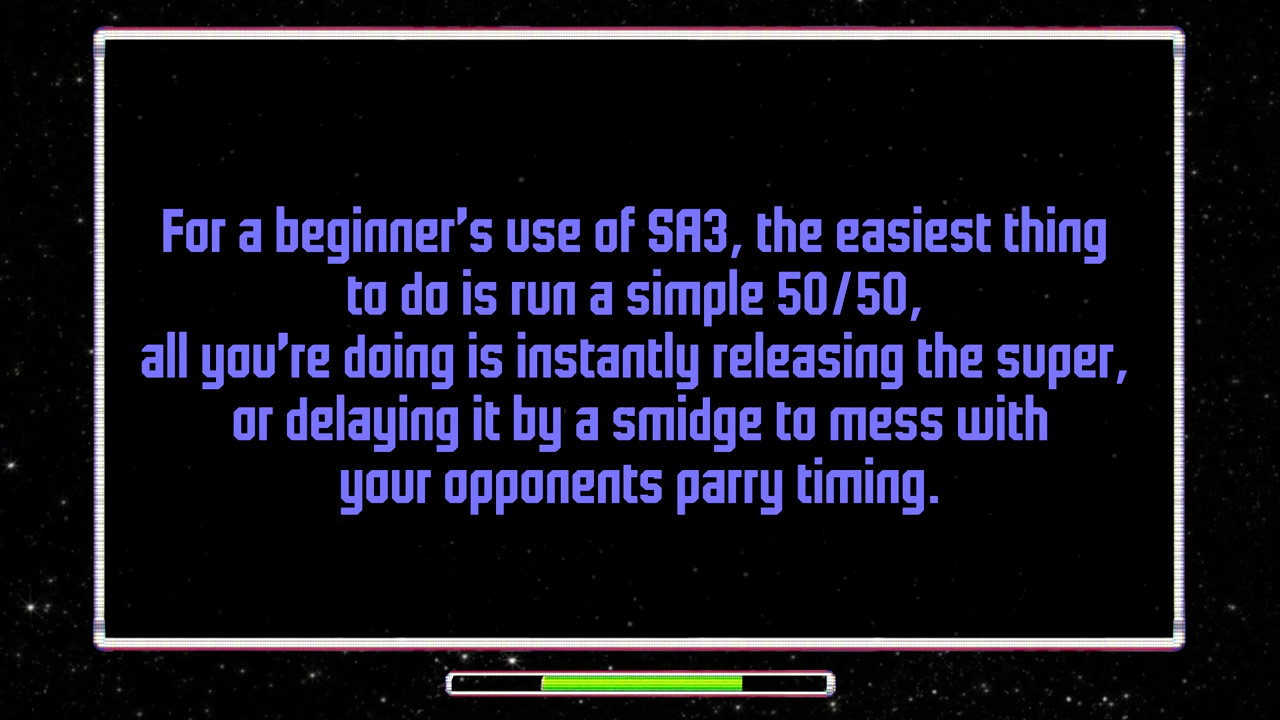 For a beginner's use of SA3, the easiest thing
to do is run a simple 50/50,
all you're doing is instantly releasing the super,
or delaying it by a smidge to mess with
your opponents parry timing.